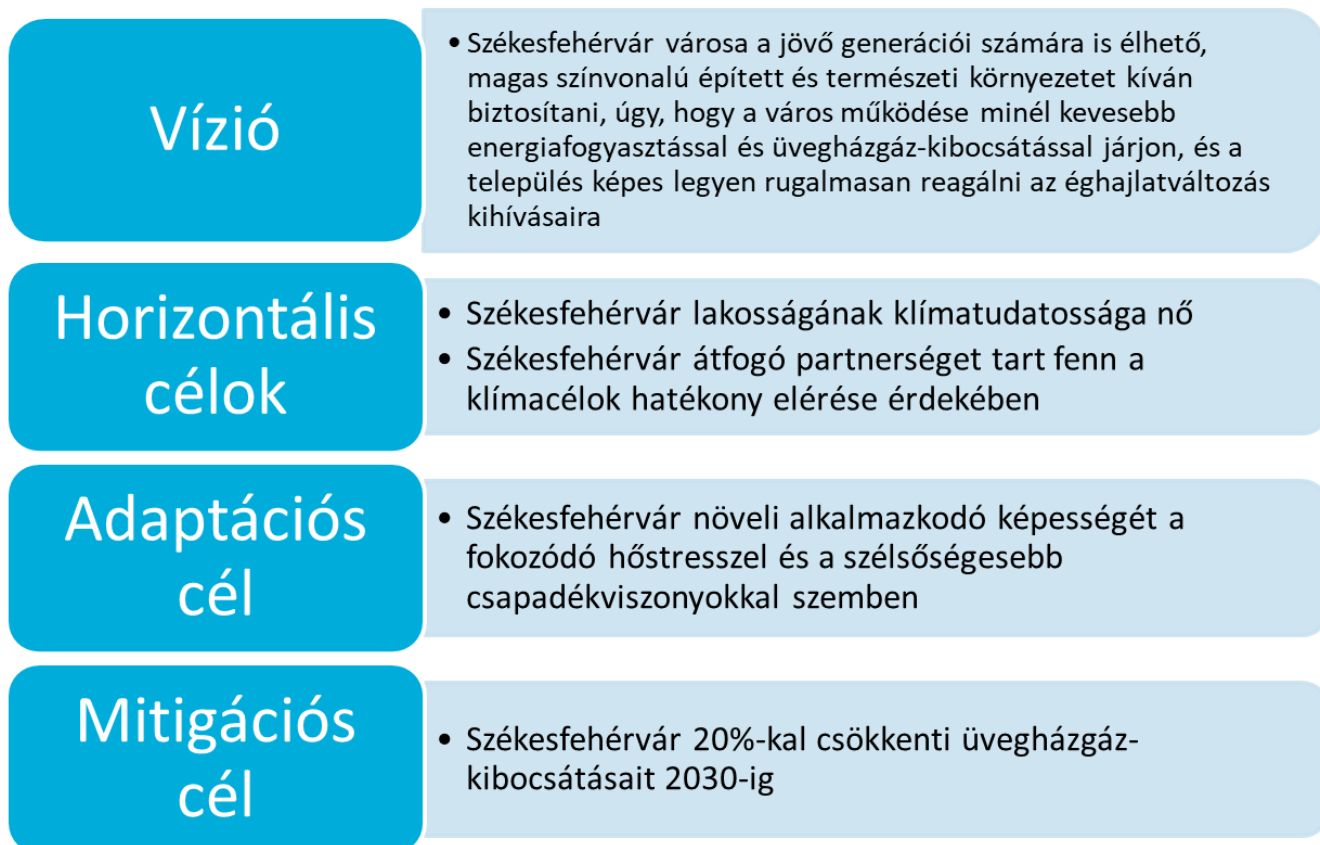 Vízió
• Székesfehérvár városa a jövő generációi számára is élhető,
magas színvonalú épített és természeti környezetet kíván
biztosítani, úgy, hogy a város működése minél kevesebb
energiafogyasztással és üvegházgáz-kibocsátással járjon, és a
település képes legyen rugalmasan reagálni az éghajlatváltozás
kihívásaira
Horizontális
célok
• Székesfehérvár lakosságának klímatudatossága nő
• Székesfehérvár átfogó partnerséget tart fenn a
klímacélok hatékony elérése érdekében
Adaptációs
cél
• Székesfehérvár növeli alkalmazkodó képességét a
fokozódó hőstresszel és a szélsőségesebb
csapadékviszonyokkal szemben
Mitigációs
cél
• Székesfehérvár 20%-kal csökkenti üvegházgáz-
kibocsátásait 2030-ig